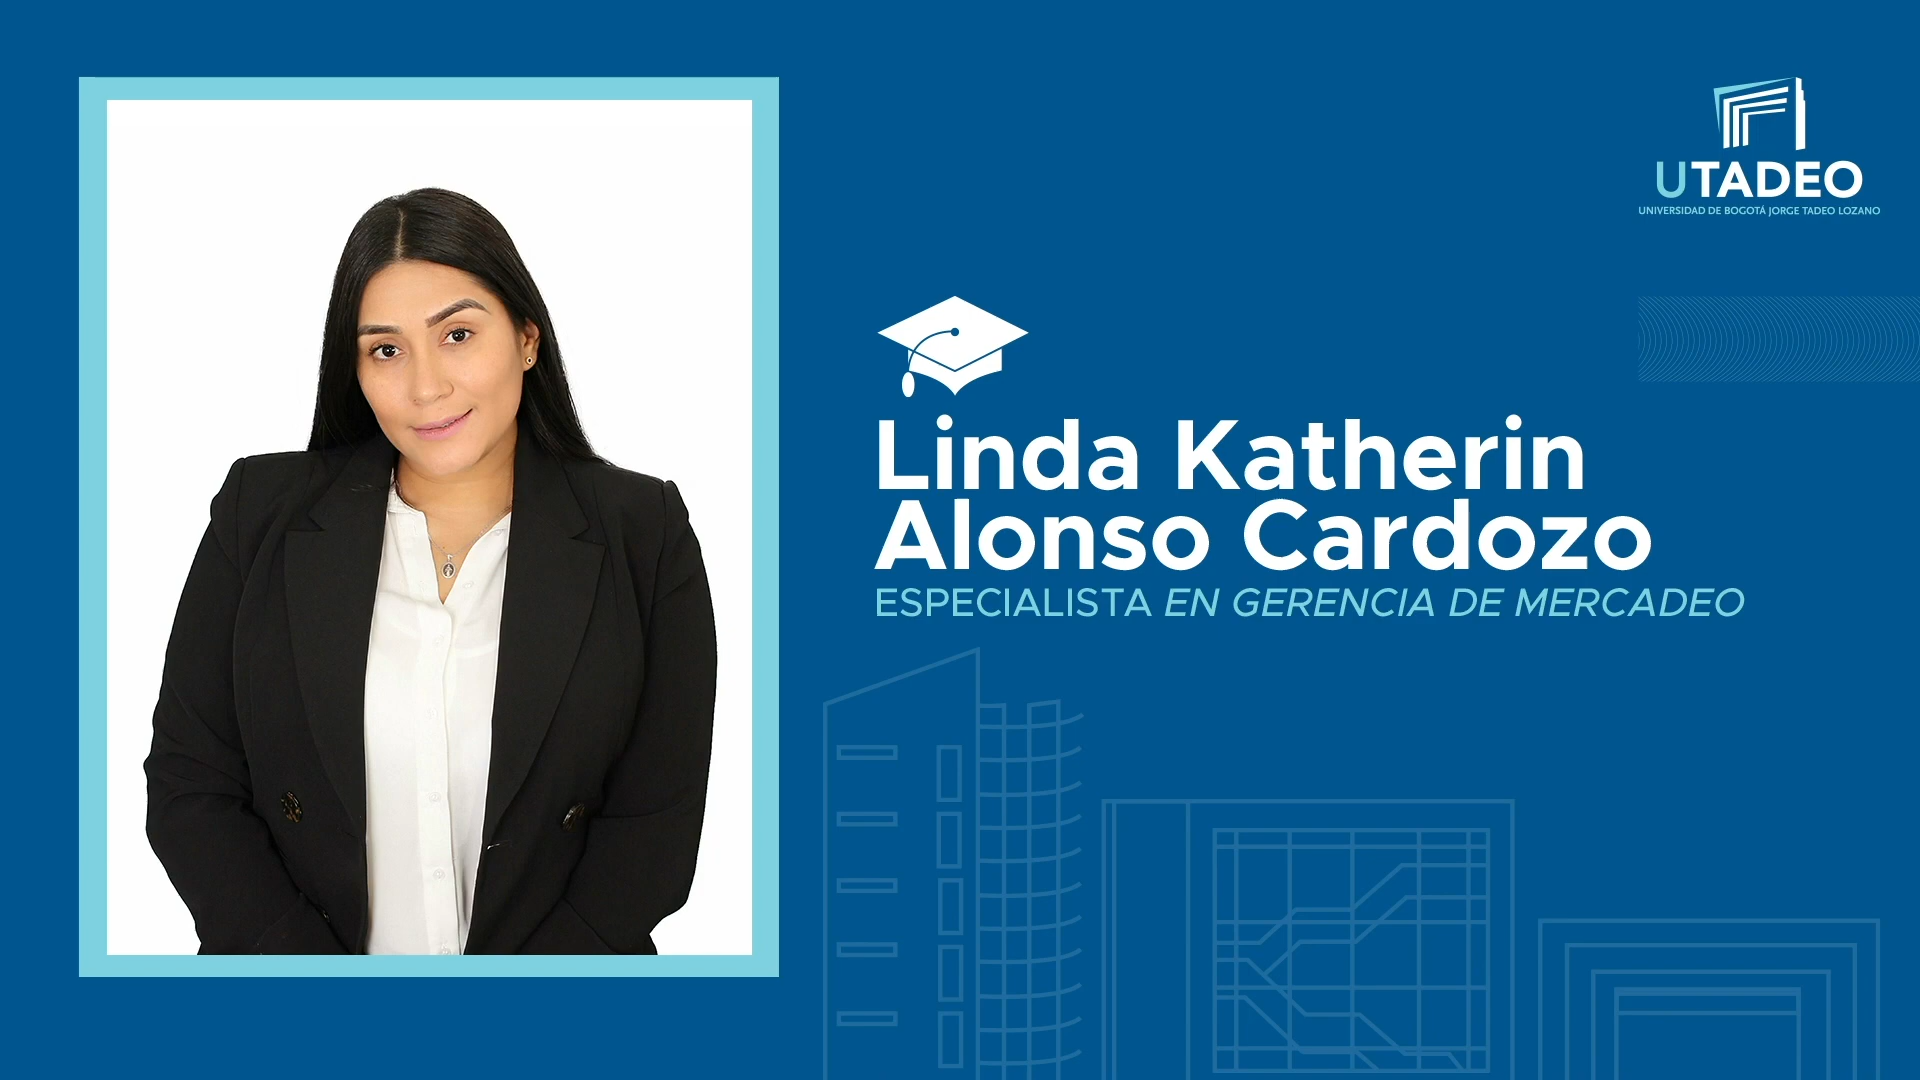 UTADEO
UNIVERSIDAD DE BOGOTÁ JORGE TADEO LOZANO
Linda Katherin
Alonso Cardozo
ESPECIALISTA EN GERENCIA DE MERCADEO